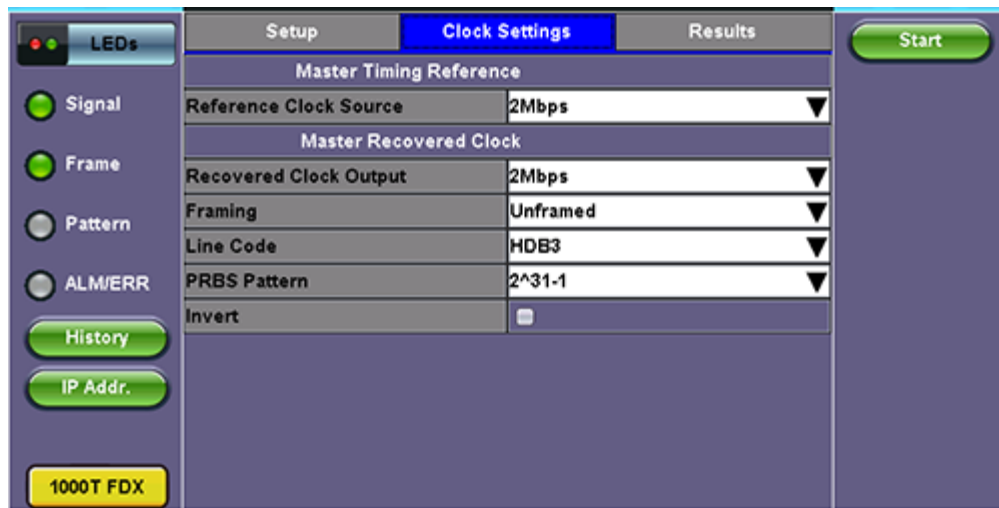 LEDs
Setup
Clock Settings
Results
Start
Master Timing Reference
Signal
Reference Clock Source
2Mbps
Master Recovered Clock
Frame
Recovered Clock Output
2Mbps
Framing
Unframed
Pattern
Line Code
HDB3
ALM/ERR
PRBS Pattern
2^31-1
Invert
History
IP Addr.
1000T FDX